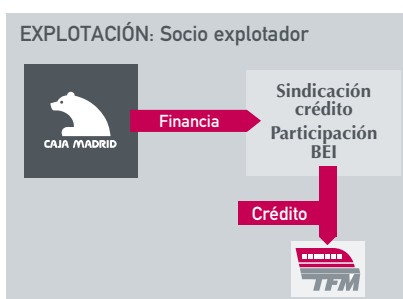 EXPLOTACIÓN: Socio explotador
CAJA MADRID
Financia
Sindicación
crédito
Participación
BEI
Crédito
TFM